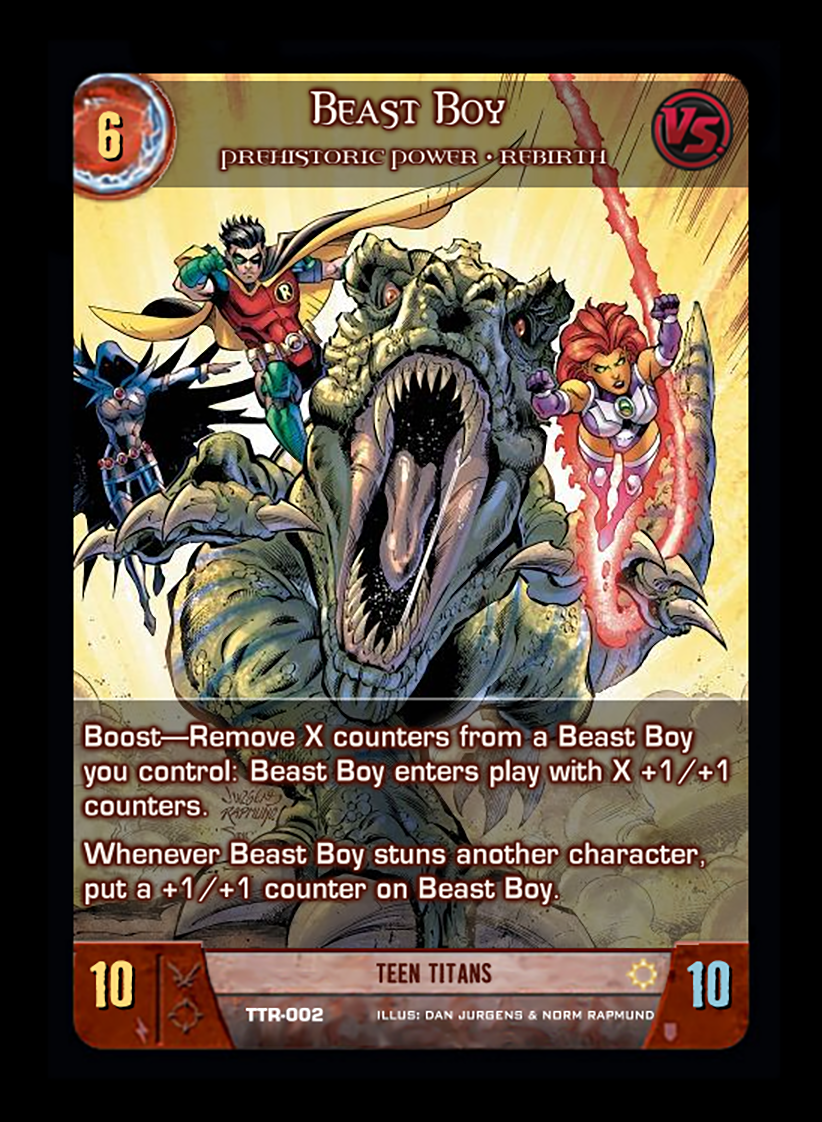 6
Beast Boy
VS.
Prehistoric Power • Rebirth
R
Boost—Remove X counters from a Beast Boy
you control: Beast Boy enters play with X +1/+1
counters.
JURGENS
RAPMUND
Whenever Beast Boy stuns another character,
put a +1/+1 counter on Beast Boy.
10
TEEN TITANS
10
TTR-002
ILLUS: DAN JURGENS & NORM RAPMUND